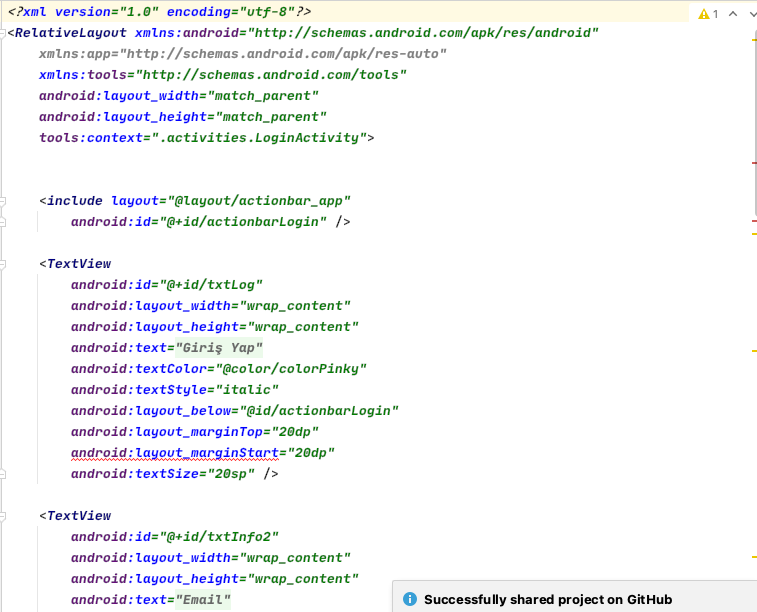 <?xml version="1.0" encoding="utf-8"?>
1
<RelativeLayout xmlns:android="http://schemas.android.com/apk/res/android"
    xmlns:app="http://schemas.android.com/apk/res-auto"
    xmlns:tools="http://schemas.android.com/tools"
    android:layout_width="match_parent"
    android:layout_height="match_parent"
    tools:context=".activities.LoginActivity">
    <include layout="@layout/actionbar_app"
        android:id="@+id/actionbarLogin" />
    <TextView
        android:id="@+id/txtLog"
        android:layout_width="wrap_content"
        android:layout_height="wrap_content"
        android:text="Giriş Yap"
        android:textColor="@color/colorPinky"
        android:textStyle="italic"
        android:layout_below="@id/actionbarLogin"
        android:layout_marginTop="20dp"
        android:layout_marginStart="20dp"
        android:textSize="20sp" />
    <TextView
        android:id="@+id/txtInfo2"
        android:layout_width="wrap_content"
        android:layout_height="wrap_content"
        android:text="Email"
Successfully shared project on GitHub